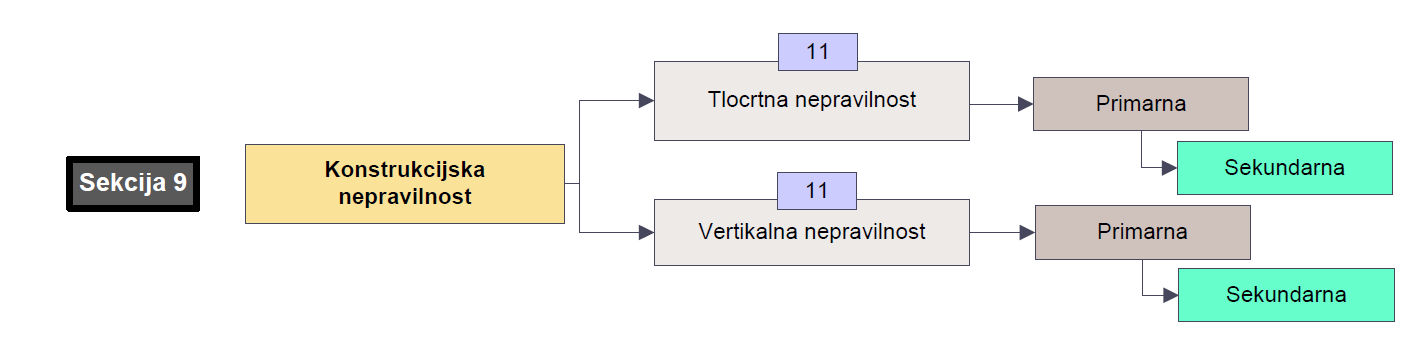 Sekcija 9
Konstrukcijska
nepravilnost
11
Tlocrtna nepravilnost
Primarna
Sekundarna
11
Vertikalna nepravilnost
Primarna
Sekundarna